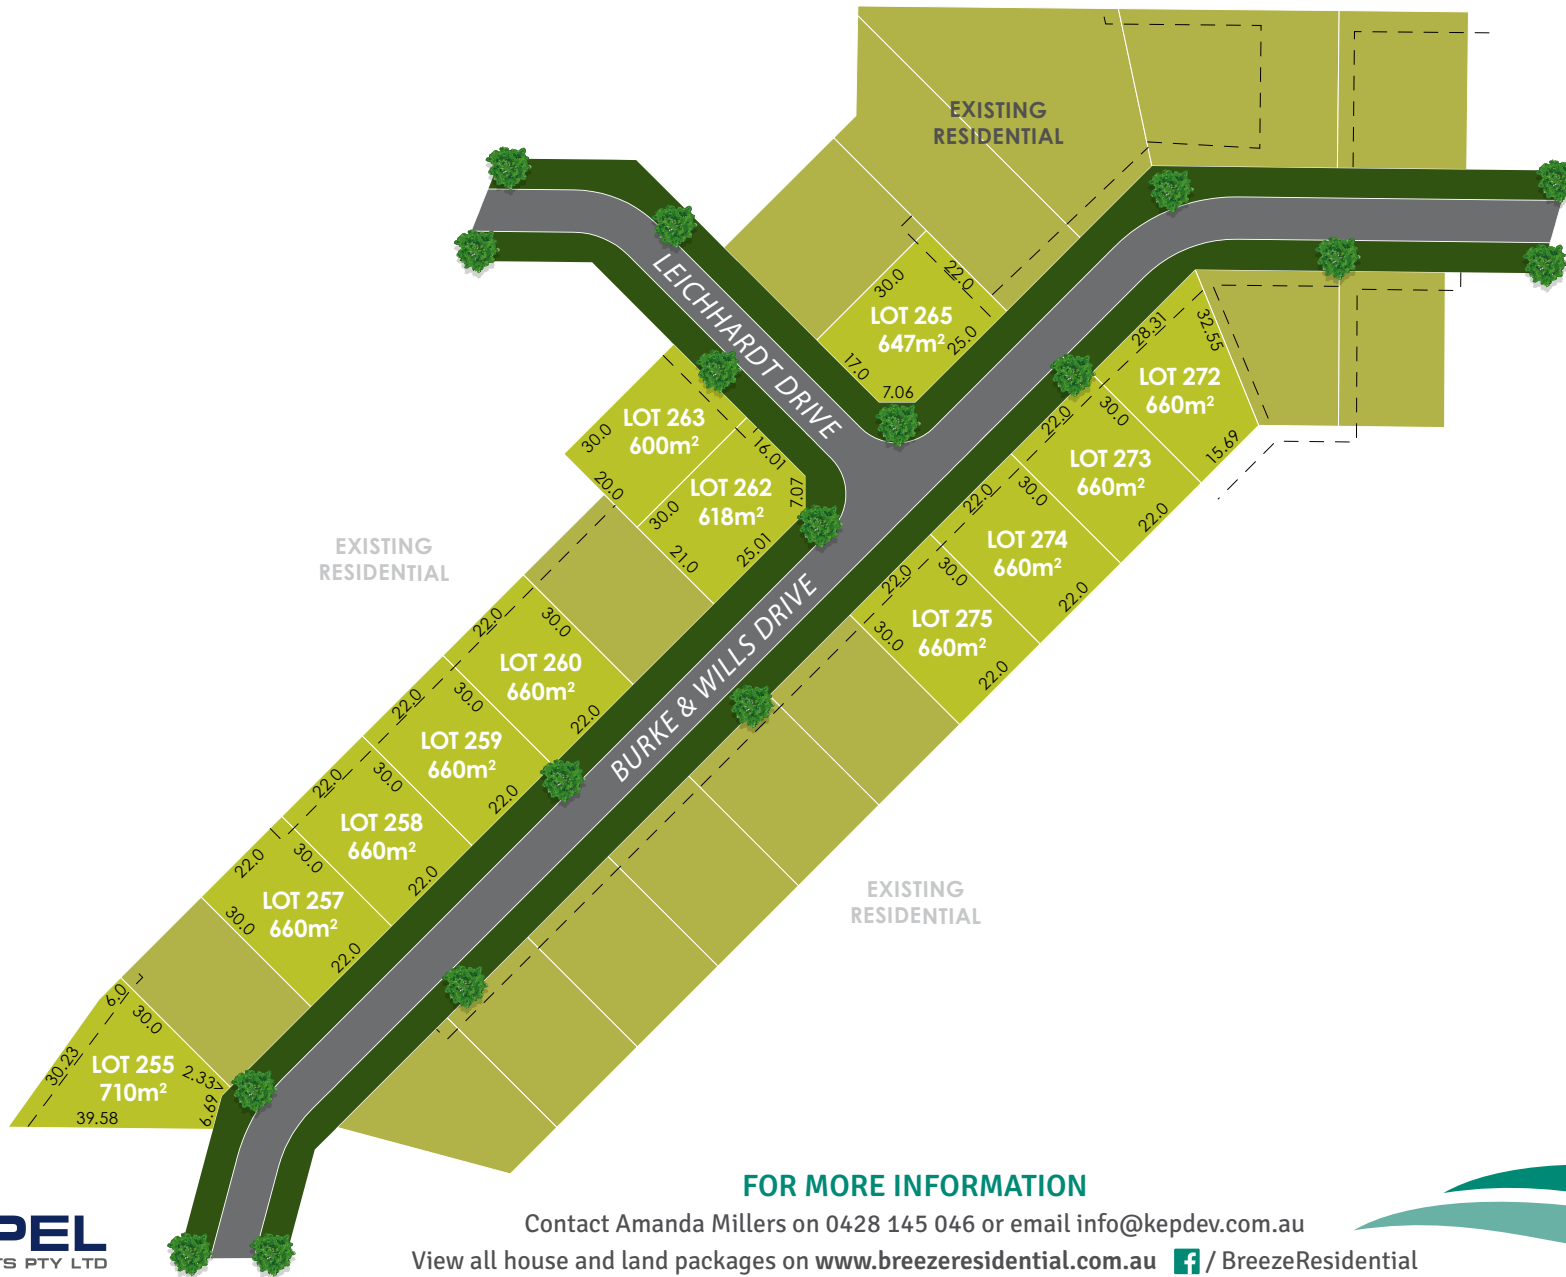 EXISTING
RESIDENTIAL
LEICHHARDT DRIVE
30.0
22.0
LOT 265
647m²
25.0
17.0
7.06
28.31
32.55
LOT 272
660m²
15.69
30.0
22.0
LOT 273
660m²
22.0
30.0
22.0
LOT 274
660m²
22.0
30.0
22.0
LOT 275
660m²
22.0
30.0
LOT 263
600m²
30.0
20.0
16.01
LOT 262
618m²
7.07
30.0
25.01
21.0
EXISTING
RESIDENTIAL
BURKE & WILLS DRIVE
22.0
30.0
LOT 260
660m²
22.0
22.0
30.0
LOT 259
660m²
22.0
22.0
30.0
LOT 258
660m²
22.0
22.0
30.0
LOT 257
660m²
30.0
22.0
EXISTING
RESIDENTIAL
6.0
30.0
30.23
LOT 255
710m²
2.337
6.69
39.58
FOR MORE INFORMATION
Contact Amanda Millers on 0428 145 046 or email info@kepdev.com.au
View all house and land packages on www.breezeresidential.com.au f / BreezeResidential
PEL
TS PTY LTD